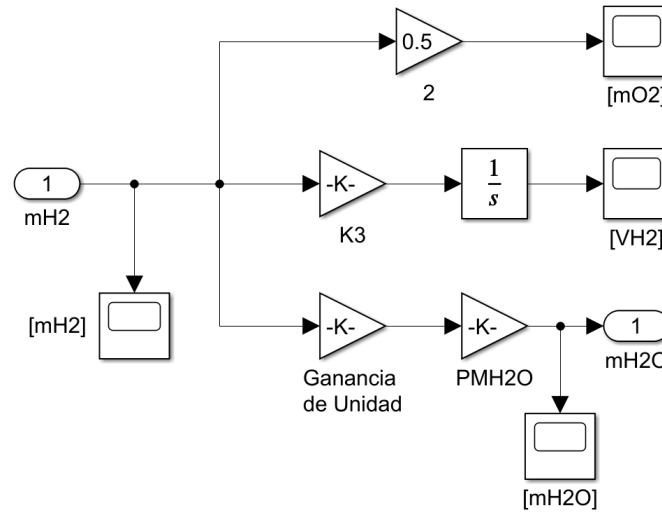 0.5
2
[mO2]
1
mH2
-K-
K3
1
s
[VH2]
[mH2]
-K-
Ganancia
de Unidad
-K-
PMH2O
1
mH2O
[mH2O]